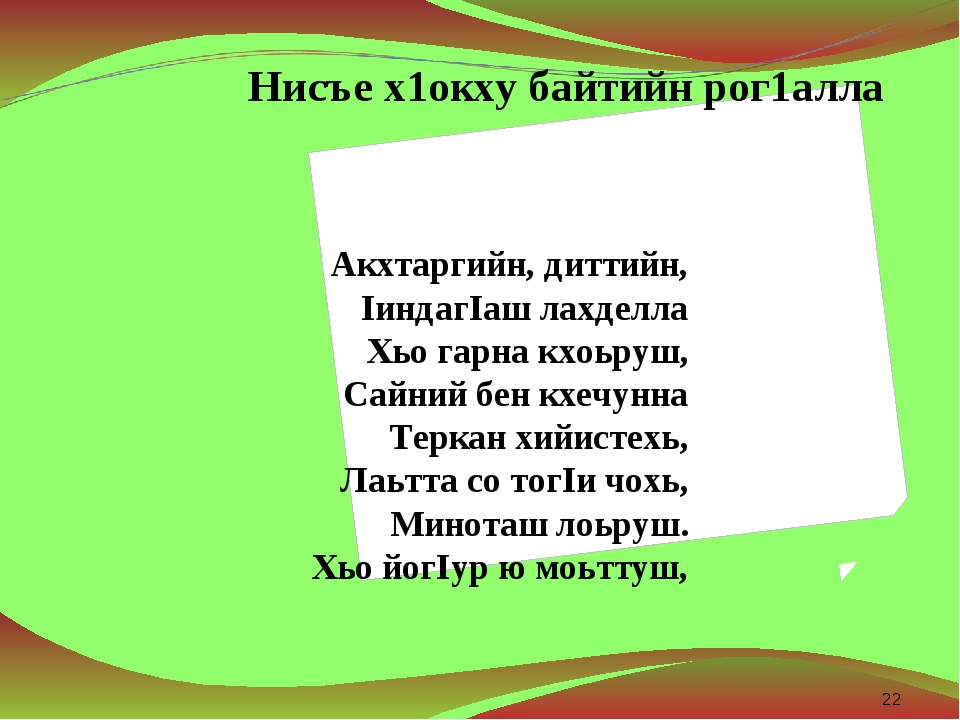 Нисъе х1окху байтийн рог1алла
Акхтаргийн, диттийн,
IиндагIаш лахделла
Хьо гарна кхоьруш,
Сайний бен кхечунна
Теркан хийистехь,
Лаьтта со тогIи чохь,
Миноташ лоьруш.
Хьо йогIур ю моьттуш,
22